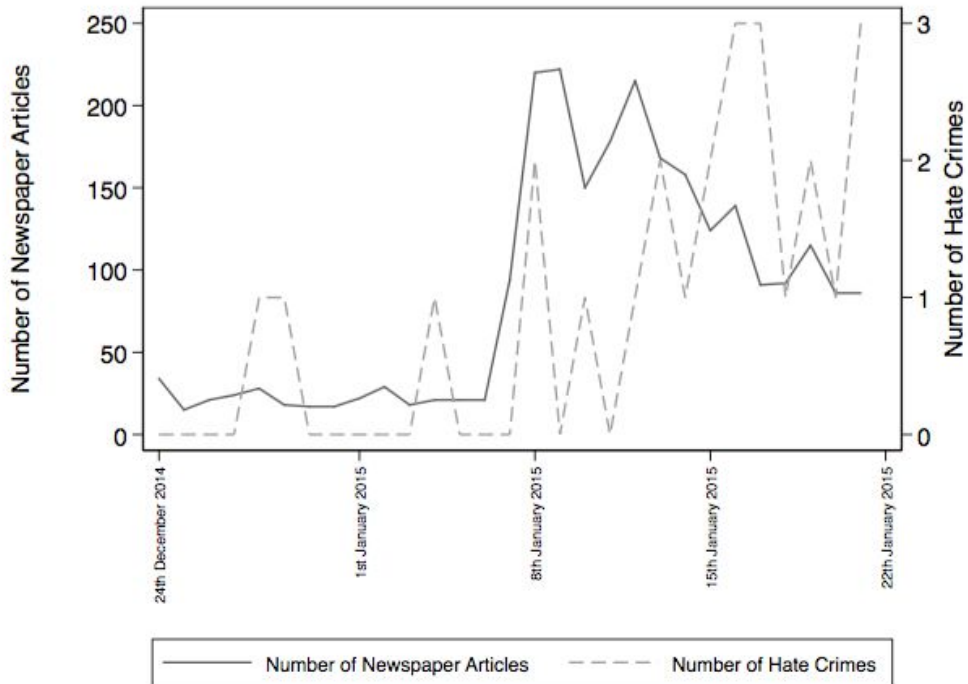 Number of Newspaper Articles
250
200
150
100
50
0
3
2
1
0
Number of Hate Crimes
24th December 2014
1st January 2015
8th January 2015
15th January 2015
22th January 2015
Number of Newspaper Articles
Number of Hate Crimes